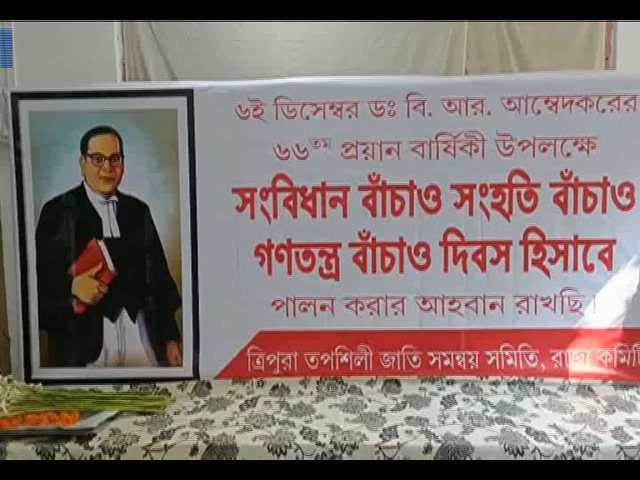 ৬ই ডিসেম্বর ডঃ বি. আর. আম্বেদকরের
৬৬তম প্রয়ান বার্ষিকী উপলক্ষে
সংবিধান বাঁচাও সংহতি বাঁচাও
গণতন্ত্র বাঁচাও দিবস হিসাবে
পালন করার আহবান রাখছি।
ত্রিপুরা তপশিলী জাতি সমন্বয় সমিতি, রাজ্য কমিটি